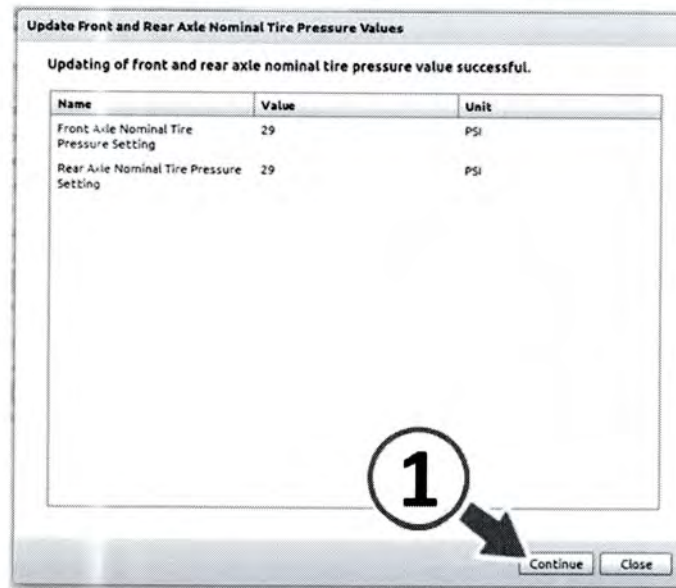 Update Front and Rear Axle Nominal Tire Pressure Values
Updating of front and rear axle nominal tire pressure value successful.
Name Value Unit
Front Axle Nominal Tire 29 PSI
Pressure Setting
Rear Axle Nominal Tire Pressure 29 PSI
Setting
1
Continue Close